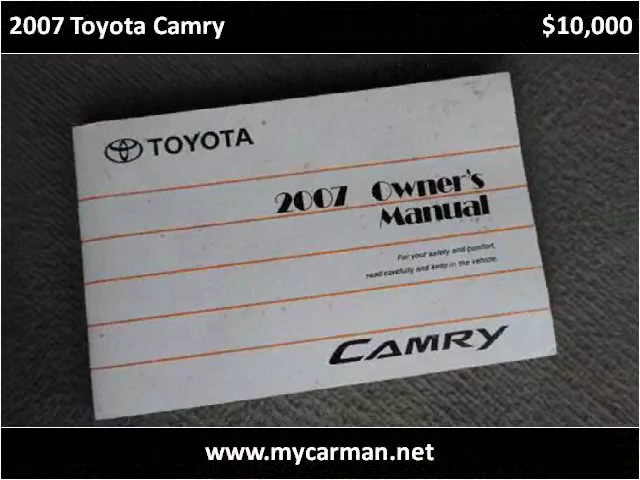 2007 Toyota Camry $10,000
TOYOTA
2007 Owner's
Manual
For your safety and comfort,
read carefully and keep in the vehicle.
CAMRY
www.mycarman.net